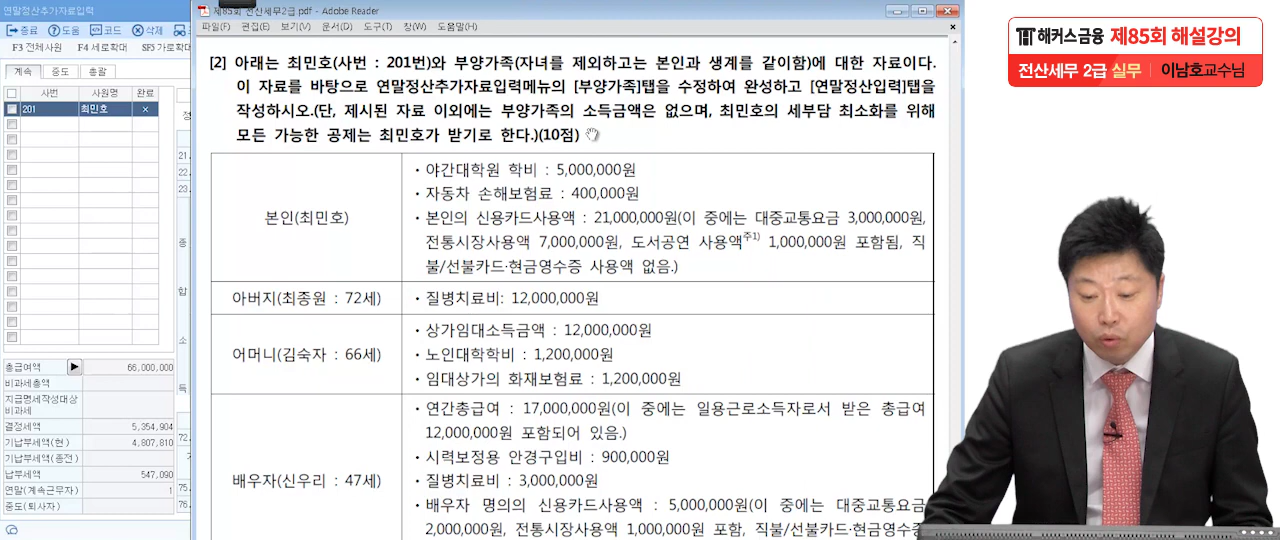 연말정산추가자료입력
종료 도움 코드 삭제
F3 전체사원 F4 세로확대 SF5 가로확대
계속 중도 총괄
사번 사원명 완료
201 최민호 ×
총급여액 66,000,000
비과세총액
지급명세작성대상
비과세
결정세액 5,354,904
기납부세액(현) 4,807,810
기납부세액(종전)
납부세액 547,090
연말(계속근무자) 1
중도(퇴사자)
21.
22.
23.
종
합
소
득
72.
75.
76.
제85회 전산세무2급.pdf - Adobe Reader
파일(F) 편집(E) 보기(V) 문서(D) 도구(T) 창(W) 도움말(H)
[2] 아래는 최민호(사번 : 201번)와 부양가족(자녀를 제외하고는 본인과 생계를 같이함)에 대한 자료이다.
이 자료를 바탕으로 연말정산추가자료입력메뉴의 [부양가족]탭을 수정하여 완성하고 [연말정산입력]탭을
작성하시오.(단, 제시된 자료 이외에는 부양가족의 소득금액은 없으며, 최민호의 세부담 최소화를 위해
모든 가능한 공제는 최민호가 받기로 한다.)(10점)
본인(최민호)
· 야간대학원 학비 : 5,000,000원
· 자동차 손해보험료 : 400,000원
· 본인의 신용카드사용액 : 21,000,000원(이 중에는 대중교통요금 3,000,000원,
전통시장사용액 7,000,000원, 도서공연 사용액주1) 1,000,000원 포함됨, 직
불/선불카드·현금영수증 사용액 없음.)
아버지(최종원 : 72세)
· 질병치료비: 12,000,000원
어머니(김숙자 : 66세)
· 상가임대소득금액 : 12,000,000원
· 노인대학학비 : 1,200,000원
· 임대상가의 화재보험료 : 1,200,000원
배우자(신우리 : 47세)
· 연간총급여 : 17,000,000원(이 중에는 일용근로소득자로서 받은 총급여
12,000,000원 포함되어 있음.)
· 시력보정용 안경구입비 : 900,000원
· 질병치료비 : 3,000,000원
· 배우자 명의의 신용카드사용액 : 5,000,000원(이 중에는 대중교통요금
2,000,000원, 전통시장사용액 1,000,000원 포함, 직불/선불카드·현금영수증
해커스금융 제85회 해설강의
전산세무 2급 실무 이남호교수님